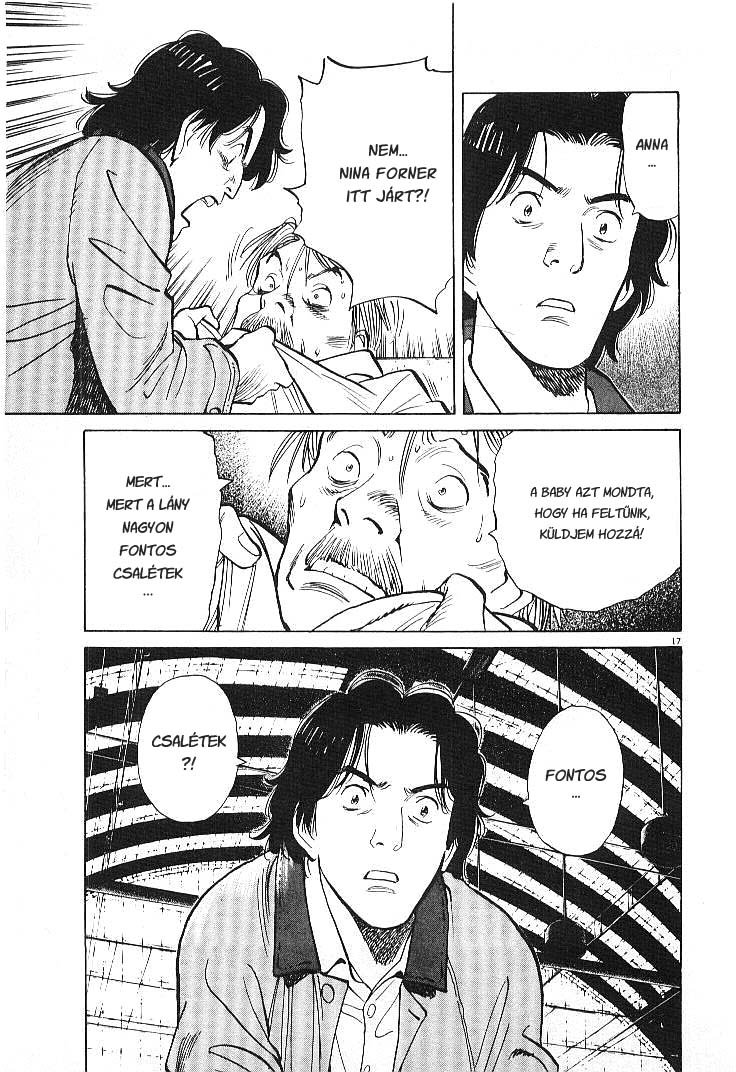 ANNA
...
NEM...
NINA FORNER
ITT JÁRT?!
A BABY AZT MONDTA,
HOGY HA FELTŰNIK,
KÜLDJEM HOZZÁ!
MERT...
MERT A LÁNY
NAGYON
FONTOS
CSALÉTEK
...
17
FONTOS
...
CSALÉTEK
?!